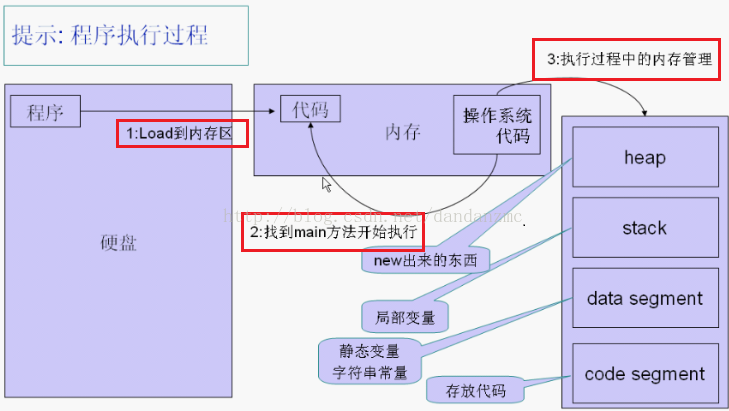 提示: 程序执行过程
3:执行过程中的内存管理
程序
1:Load到内存区
代码
内存
操作系统
代码
heap
http://blog.csdn.net/dandanzmc
硬盘
2:找到main方法开始执行
stack
new出来的东西
局部变量
data segment
静态变量
字符串常量
存放代码
code segment